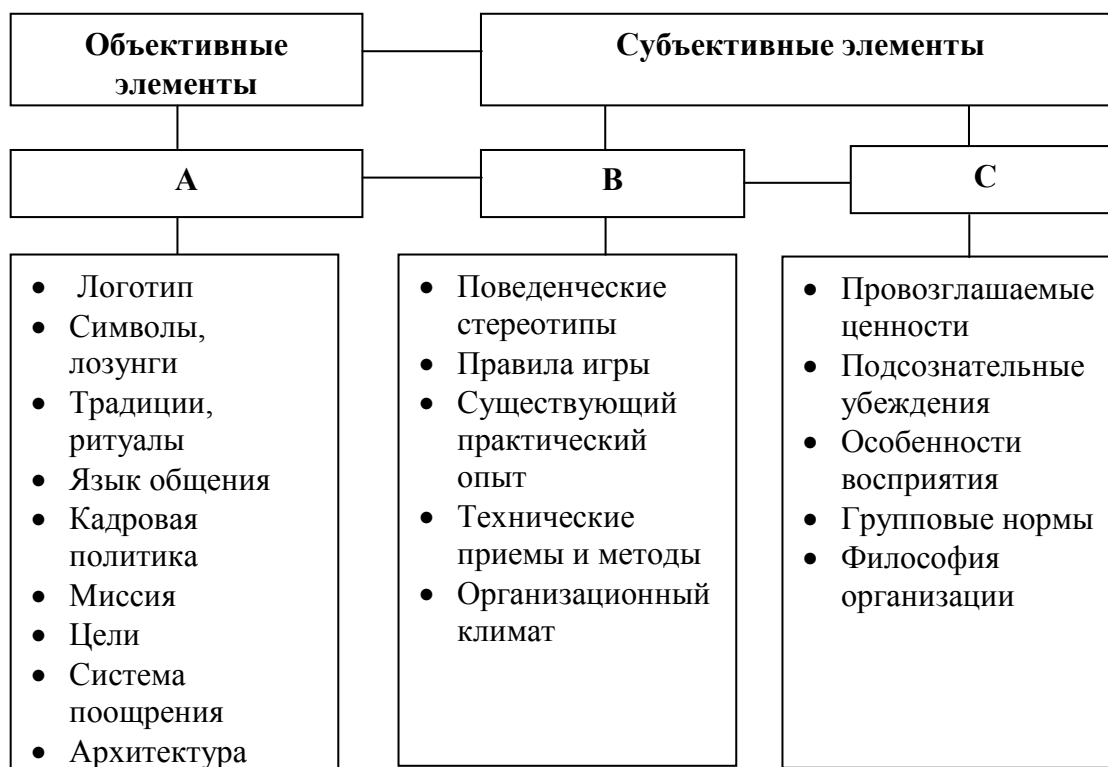 Объективные
элементы
Субъективные элементы
А
В
С
• Логотип
• Символы,
лозунги
• Традиции,
ритуалы
• Язык общения
• Кадровая
политика
• Миссия
• Цели
• Система
поощрения
• Архитектура
• Поведенческие
стереотипы
• Правила игры
• Существующий
практический
опыт
• Технические
приемы и методы
• Организационный
климат
• Провозглашаемые
ценности
• Подсознательные
убеждения
• Особенности
восприятия
• Групповые нормы
• Философия
организации